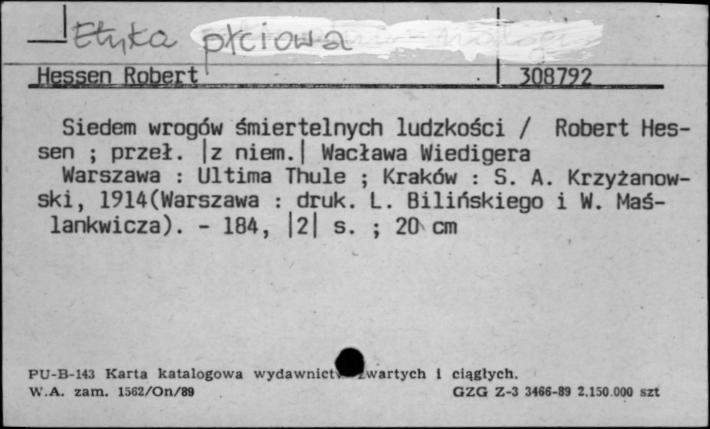 Etyka płciowa
Hessen Robert 308792
Siedem wrogów śmiertelnych ludzkości / Robert Hes-
sen ; przeł. |z niem.| Wacława Wiedigera
Warszawa : Ultima Thule ; Kraków : S. A. Krzyżanow-
ski, 1914(Warszawa : druk. L. Bilińskiego i W. Maś-
lankwicza). - 184, |2| s. ; 20 cm
PU-B-143 Karta katalogowa wydawnictw zwartych i ciągłych.
W.A. zam. 1562/On/89 GZG Z-3 3466-89 2.150.000 szt